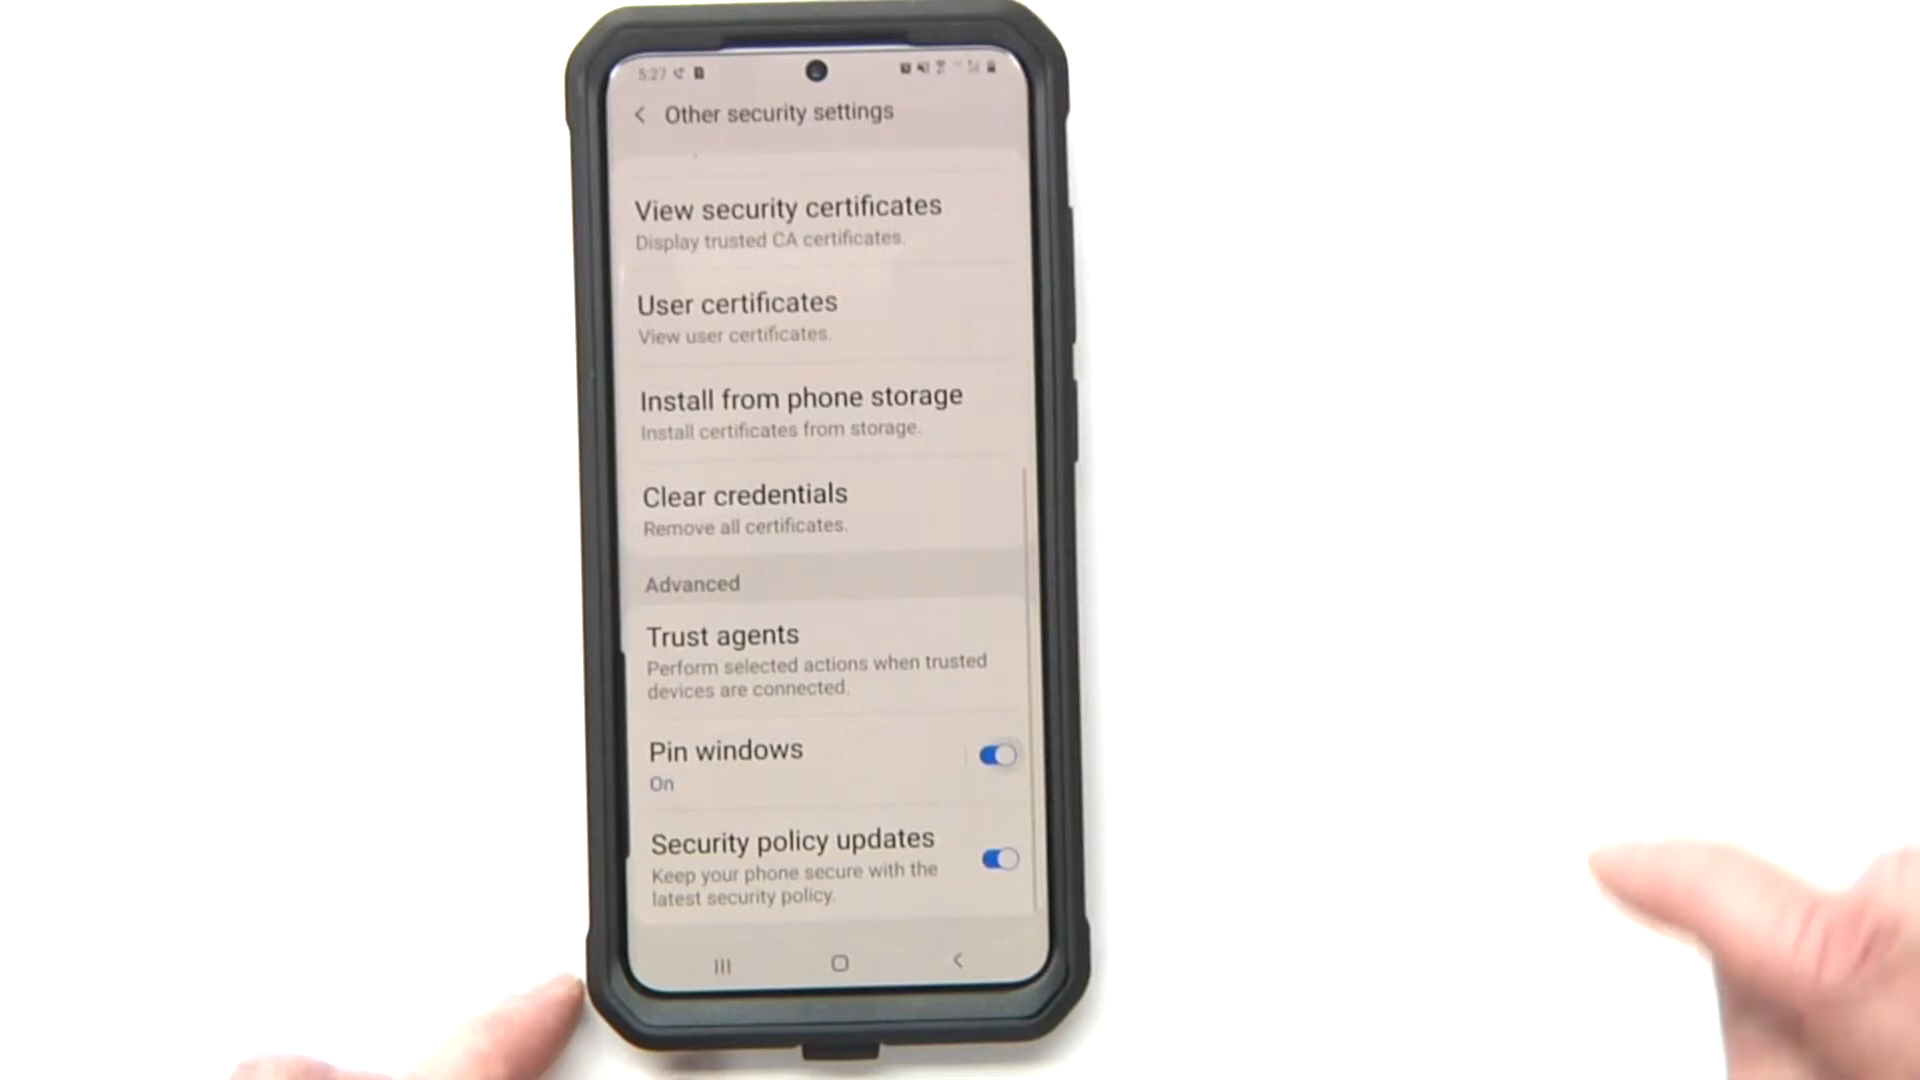 5:27
Other security settings
View security certificates
Display trusted CA certificates.
User certificates
View user certificates.
Install from phone storage
Install certificates from storage.
Clear credentials
Remove all certificates.
Advanced
Trust agents
Perform selected actions when trusted
devices are connected.
Pin windows
On
Security policy updates
Keep your phone secure with the
latest security policy.